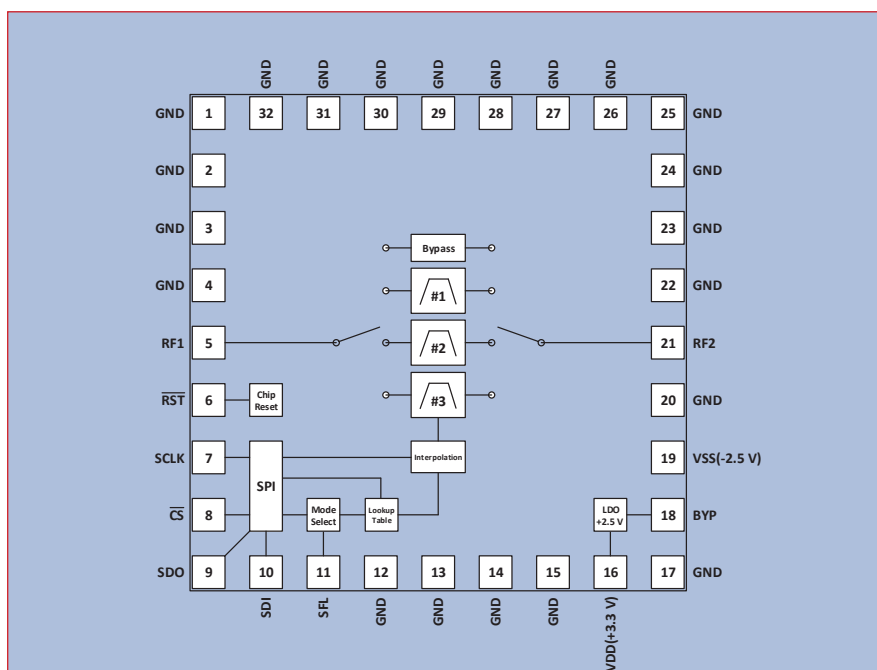 GND GND GND GND GND GND GND
GND 1 32 31 30 29 28 27 26 25 GND
GND 2 24 GND
GND 3 23 GND
Bypass
GND 4 #1 22 GND
RF1 5 #2 21 RF2
RST 6 Chip Reset #3 20 GND
SCLK 7 SPI Interpolation 19 VSS(-2.5 V)
CS 8 Mode Select Lookup Table LDO +2.5 V 18 BYP
SDO 9 10 11 12 13 14 15 16 17 GND
SDI SFL GND GND GND GND VDD(+3.3 V)